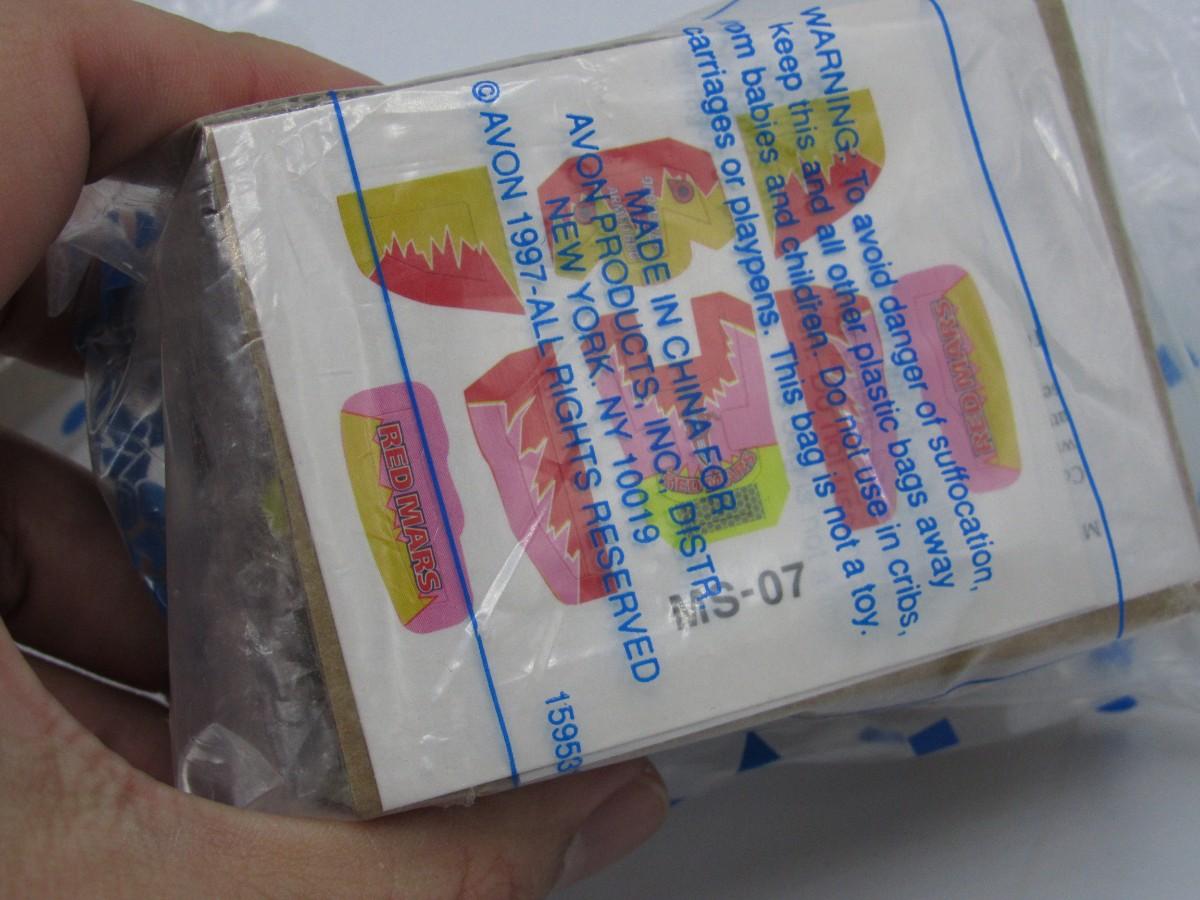 WARNING: To avoid danger of suffocation,
keep this and all other plastic bags away
om babies and children. Do not use in cribs,
carriages or playpens. This bag is not a toy.
MADE IN CHINA FOR
AVON PRODUCTS, INC., DISTR.
NEW YORK. NY 10019
© AVON 1997-ALL RIGHTS RESERVED
15953
MS-07
RED MARS
RED MARS